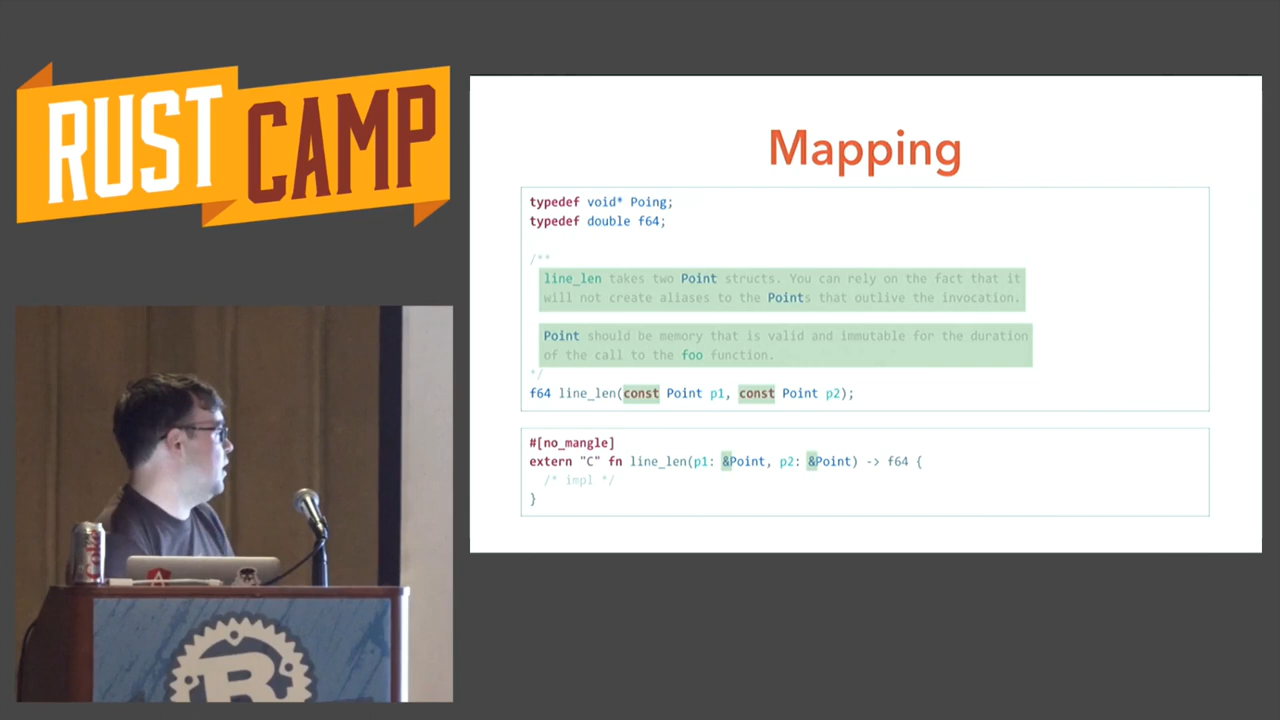 RUST CAMP
Mapping
typedef void* Poing;
typedef double f64;
/**
line_len takes two Point structs. You can rely on the fact that it
will not create aliases to the Points that outlive the invocation.
Point should be memory that is valid and immutable for the duration
of the call to the foo function.
*/
f64 line_len(const Point p1, const Point p2);
#[no_mangle]
extern "C" fn line_len(p1: &Point, p2: &Point) -> f64 {
/* impl */
}
Coke
R